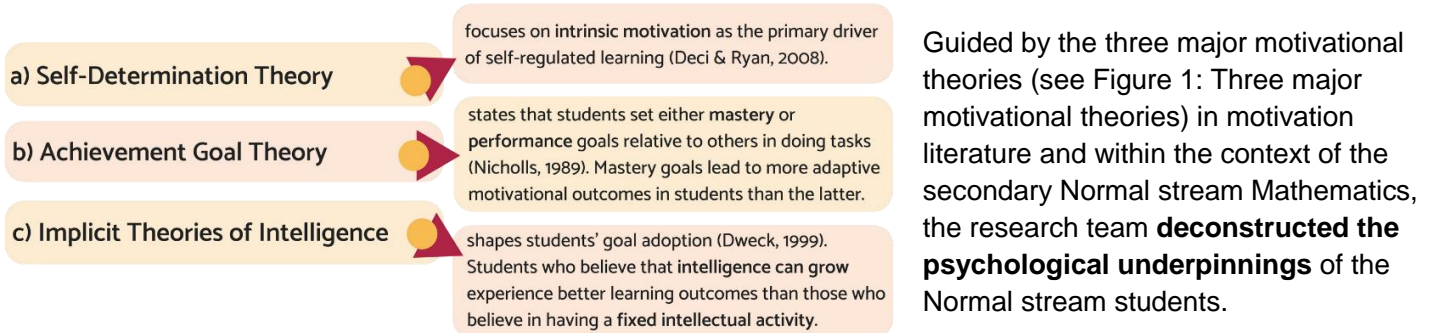 a) Self-Determination Theory
focuses on intrinsic motivation as the primary driver
of self-regulated learning (Deci & Ryan, 2008).
b) Achievement Goal Theory
states that students set either mastery or
performance goals relative to others in doing tasks
(Nicholls, 1989). Mastery goals lead to more adaptive
motivational outcomes in students than the latter.
c) Implicit Theories of Intelligence
shapes students' goal adoption (Dweck, 1999).
Students who believe that intelligence can grow
experience better learning outcomes than those who
believe in having a fixed intellectual activity.
Guided by the three major motivational
theories (see Figure 1: Three major
motivational theories) in motivation
literature and within the context of the
secondary Normal stream Mathematics,
the research team deconstructed the
psychological underpinnings of the
Normal stream students.